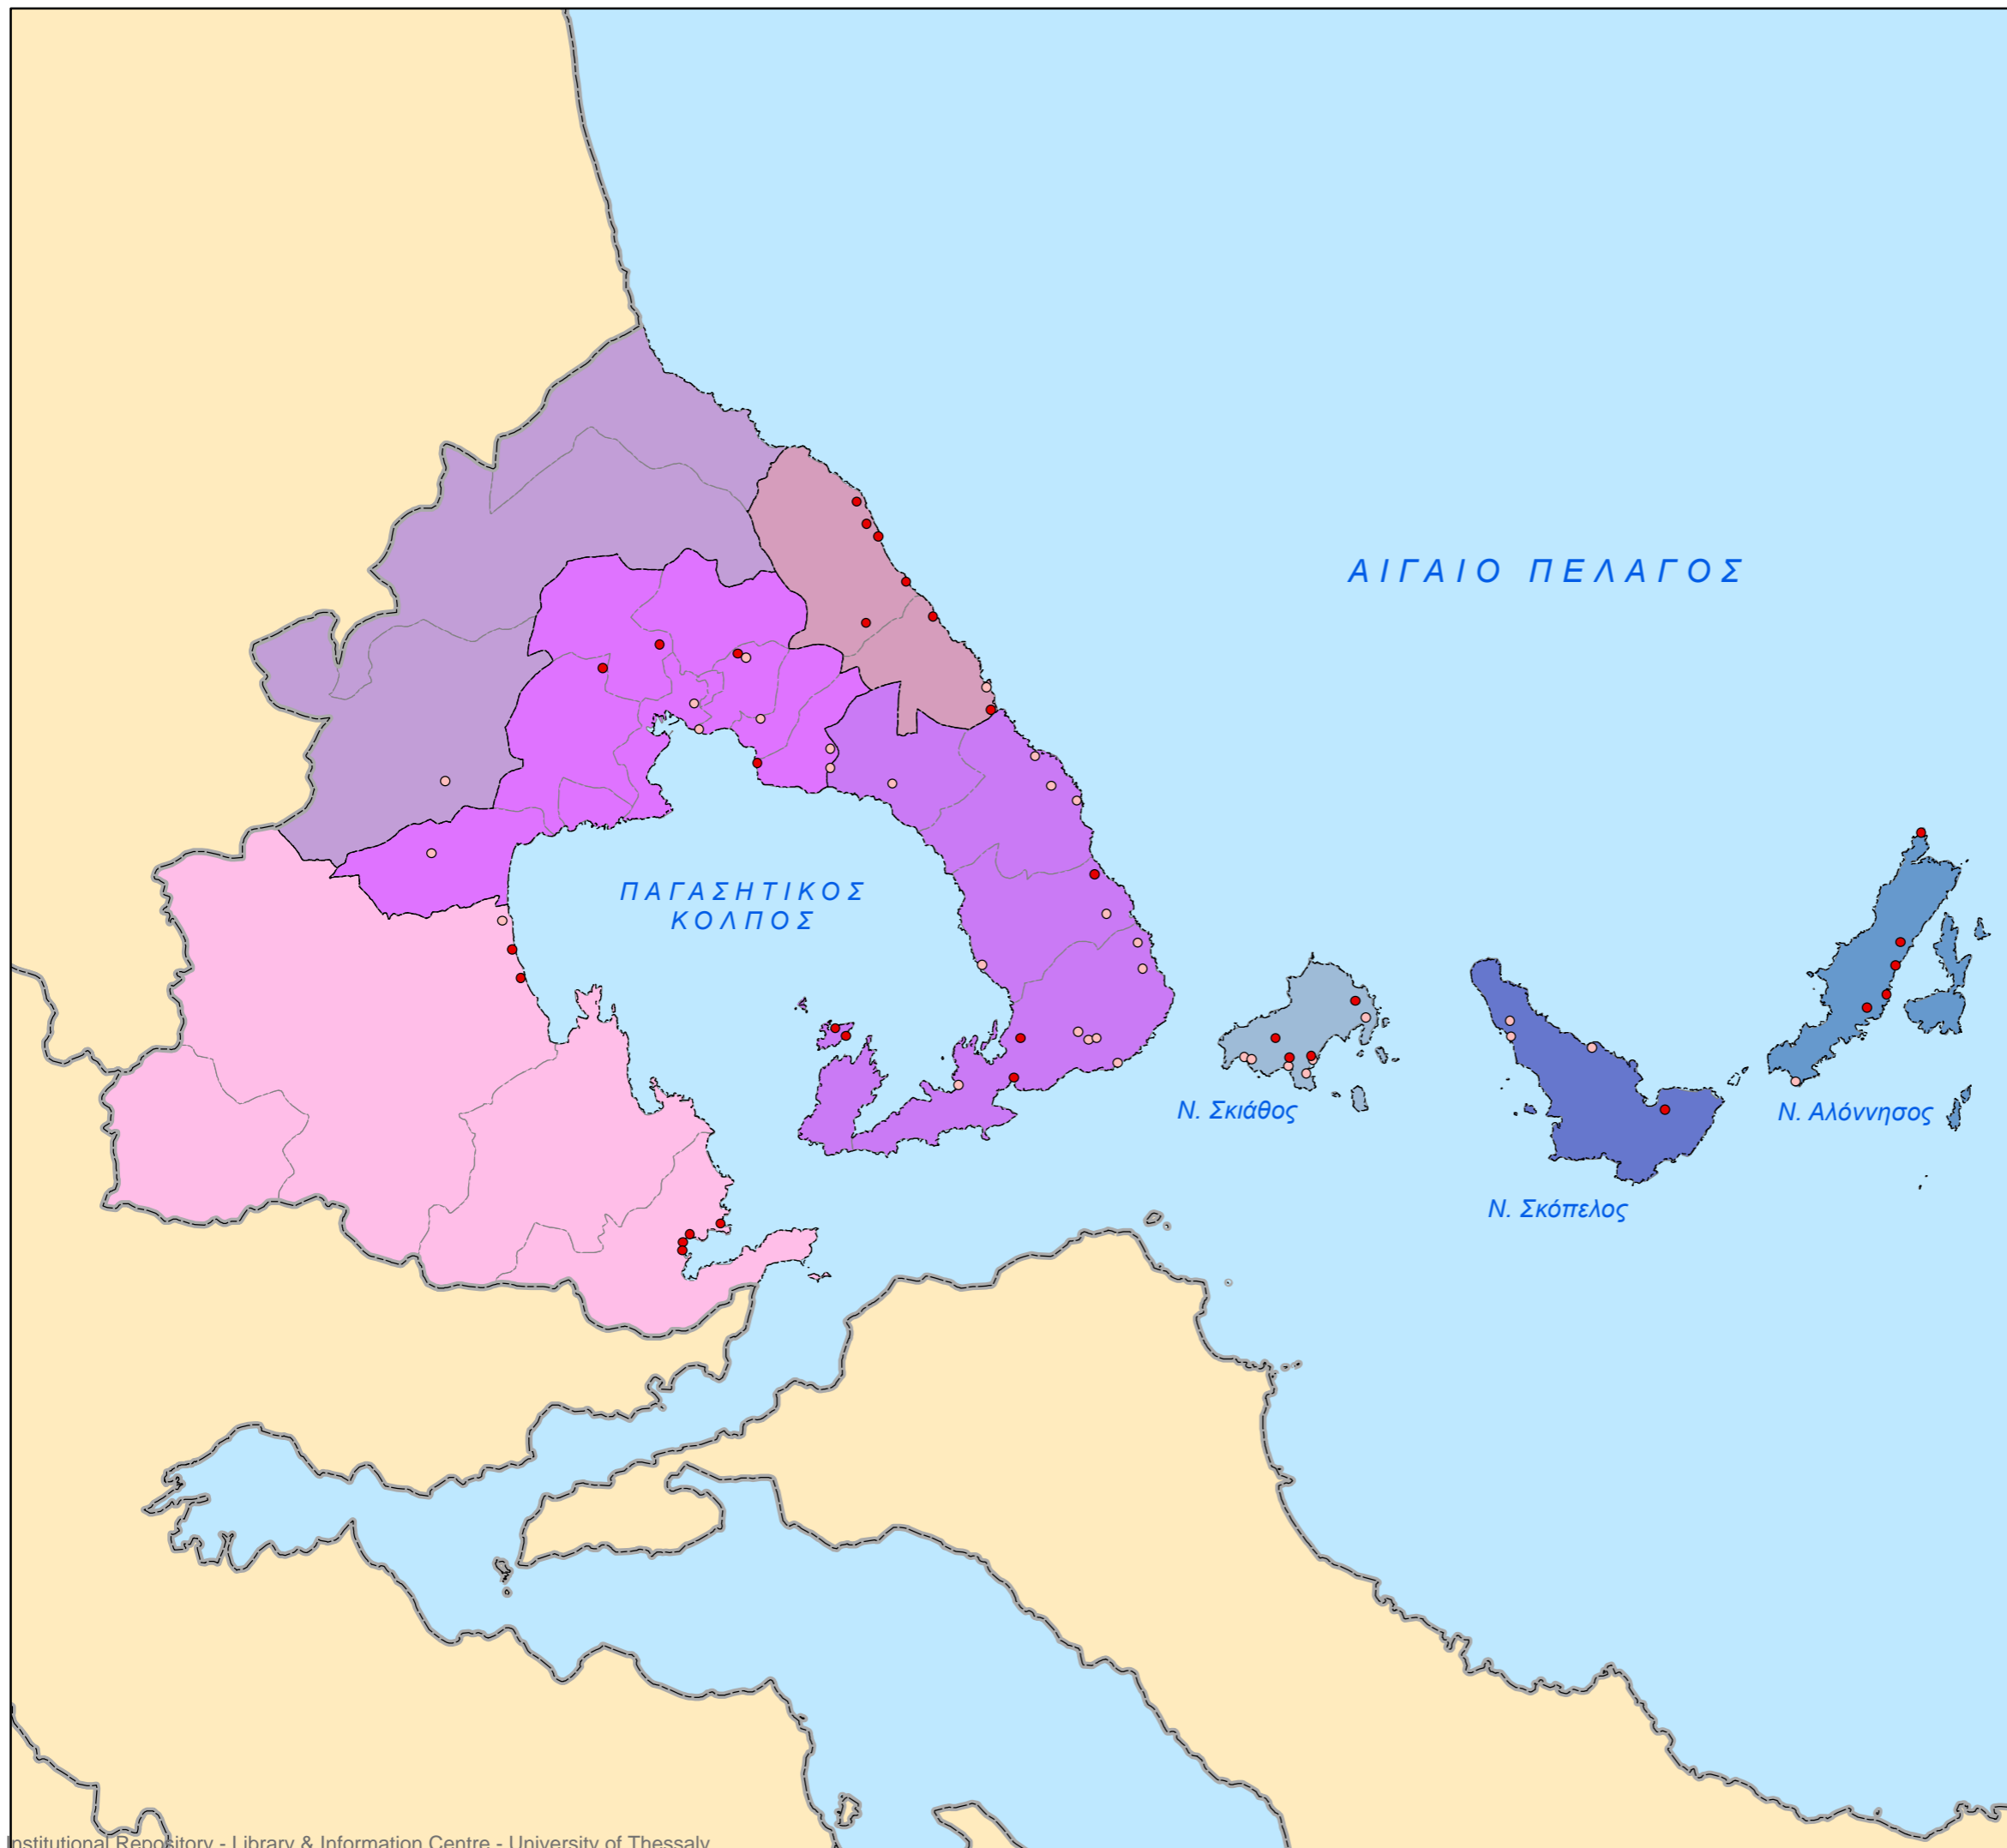 ΑΙΓΑΙΟ ΠΕΛΑΓΟΣ
ΠΑΓΑΣΗΤΙΚΟΣ
ΚΟΛΠΟΣ
Ν. Σκιάθος
Ν. Αλόννησος
Ν. Σκόπελος
Institutional Repository - Library & Information Centre - University of Thessaly